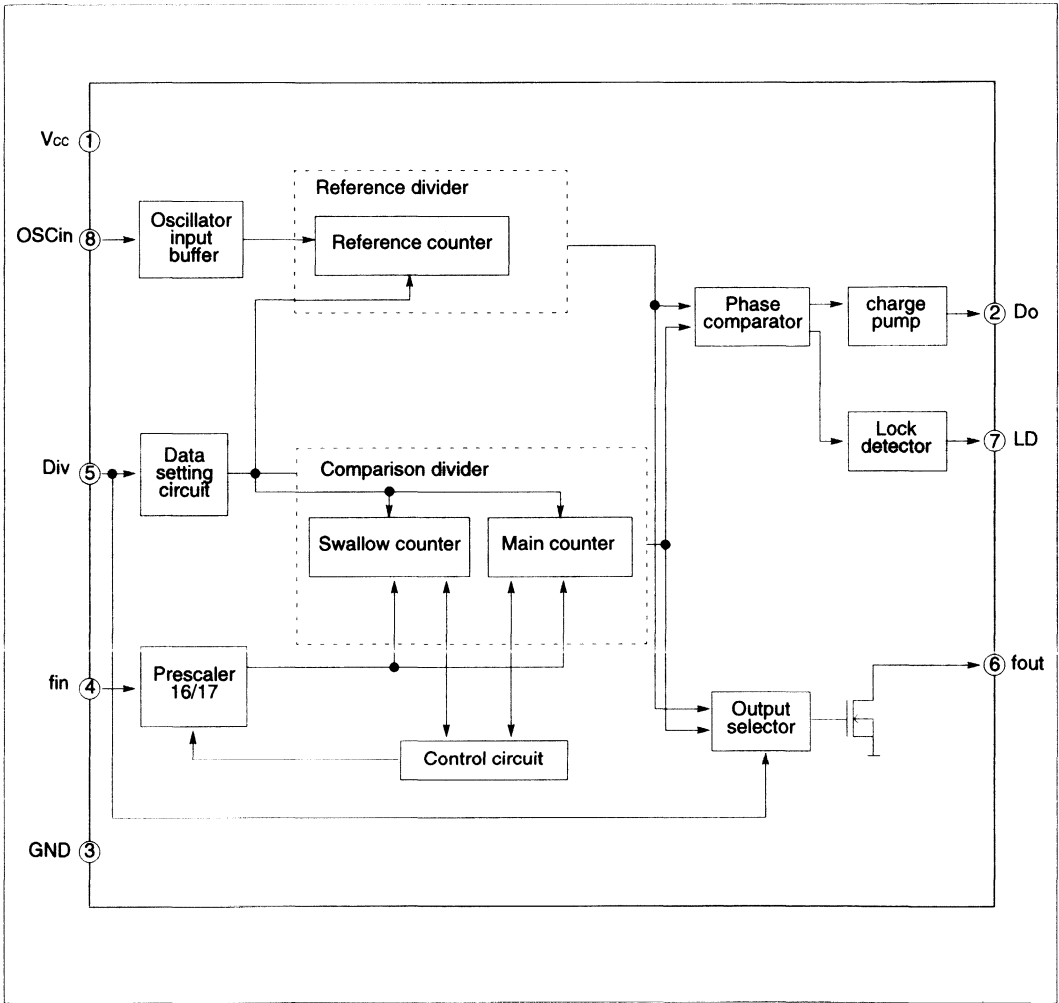 Vcc 1
Reference divider
OSCin 8
Oscillator
input
buffer
Reference counter
Phase
comparator
charge
pump
2 Do
Lock
detector
7 LD
Div 5
Data
setting
circuit
Comparison divider
Swallow counter
Main counter
fin 4
Prescaler
16/17
6 fout
Output
selector
Control circuit
GND 3